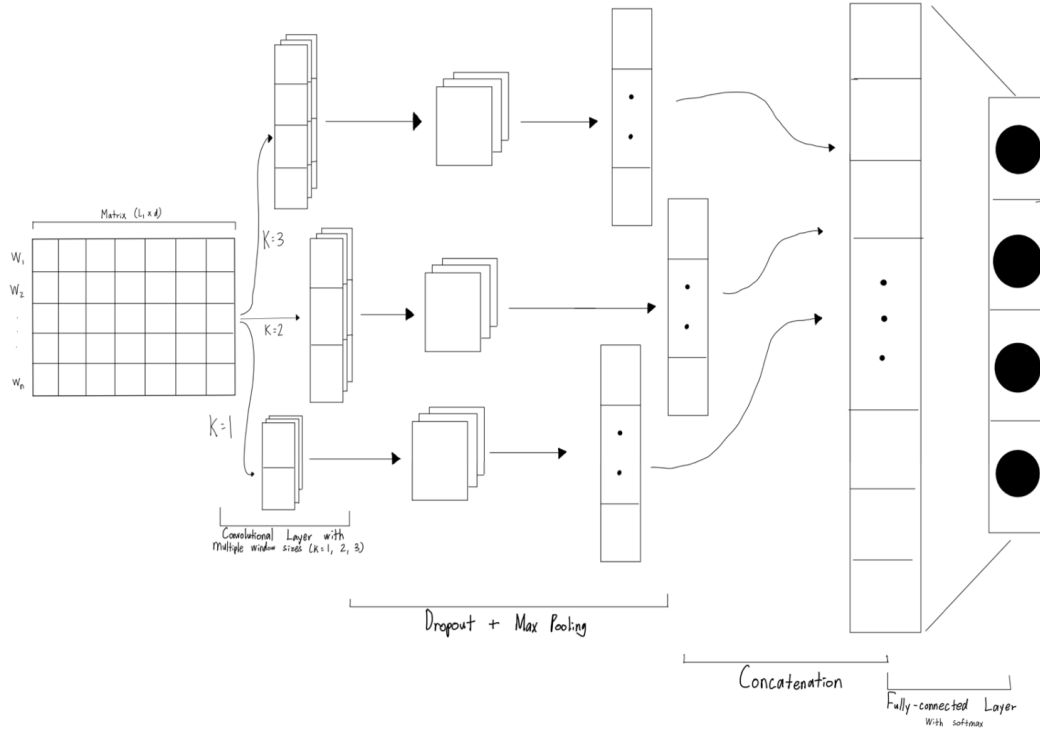 Matrix (L, x d)
W1
W2
.
.
Wn
K=3
K=2
K=1
Convolutional Layer with
Multiple window sizes (K=1, 2, 3)
Dropout + Max Pooling
Concatenation
Fully-connected Layer
With softmax